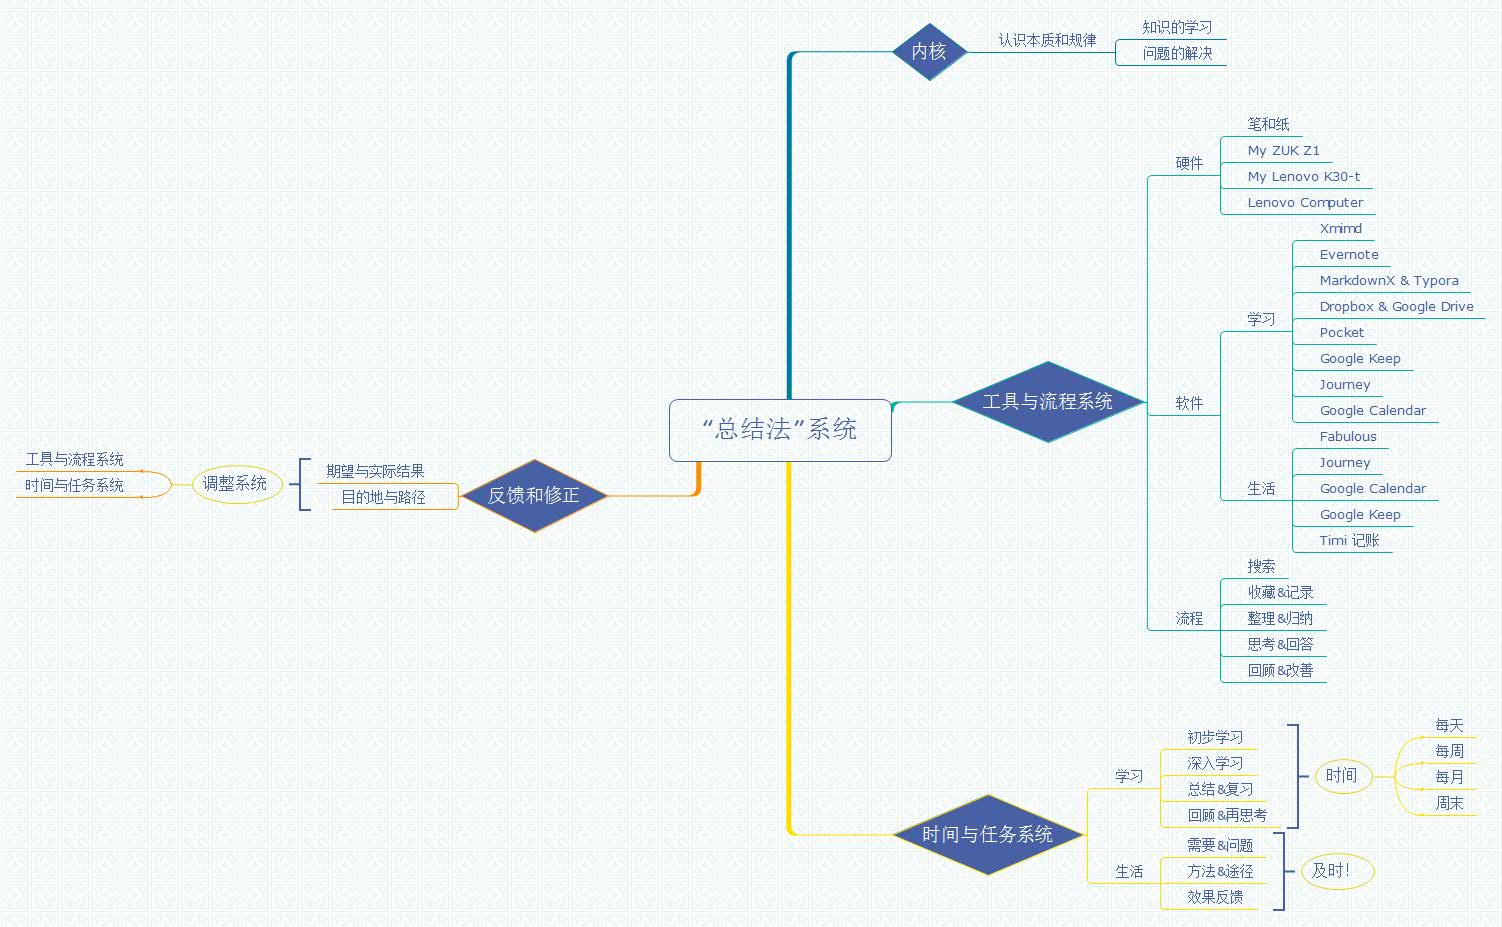 “总结法”系统
内核
认识本质和规律
知识的学习
问题的解决
工具与流程系统
硬件
笔和纸
My ZUK Z1
My Lenovo K30-t
Lenovo Computer
软件
学习
Xmimd
Evernote
MarkdownX & Typora
Dropbox & Google Drive
Pocket
Google Keep
Journey
Google Calendar
生活
Fabulous
Journey
Google Calendar
Google Keep
Timi 记账
流程
搜索
收藏&记录
整理&归纳
思考&回答
回顾&改善
时间与任务系统
学习
初步学习
深入学习
总结&复习
回顾&再思考
时间
每天
每周
每月
周末
生活
需要&问题
方法&途径
效果反馈
及时！
反馈和修正
期望与实际结果
目的地与路径
调整系统
工具与流程系统
时间与任务系统